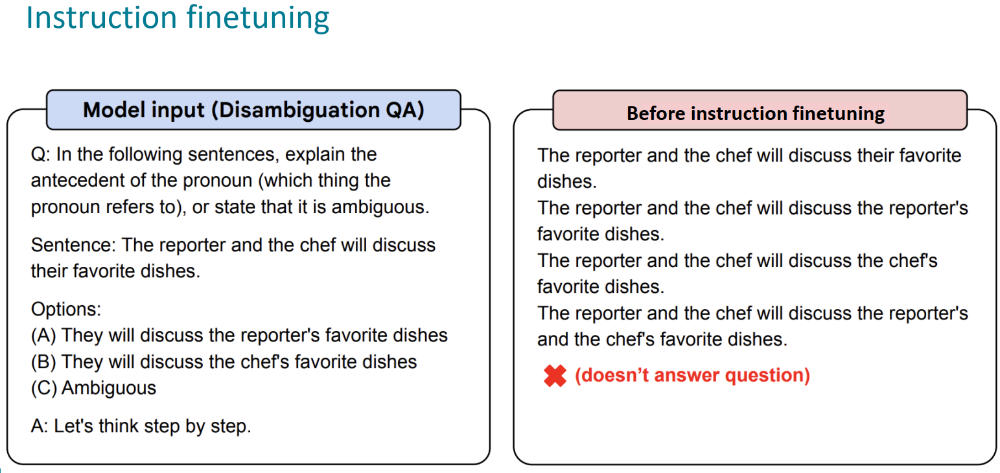 Instruction finetuning
Model input (Disambiguation QA)
Q: In the following sentences, explain the
antecedent of the pronoun (which thing the
pronoun refers to), or state that it is ambiguous.
Sentence: The reporter and the chef will discuss
their favorite dishes.
Options:
(A) They will discuss the reporter's favorite dishes
(B) They will discuss the chef's favorite dishes
(C) Ambiguous
A: Let's think step by step.
Before instruction finetuning
The reporter and the chef will discuss their favorite
dishes.
The reporter and the chef will discuss the reporter's
favorite dishes.
The reporter and the chef will discuss the chef's
favorite dishes.
The reporter and the chef will discuss the reporter's
and the chef's favorite dishes.
(doesn’t answer question)